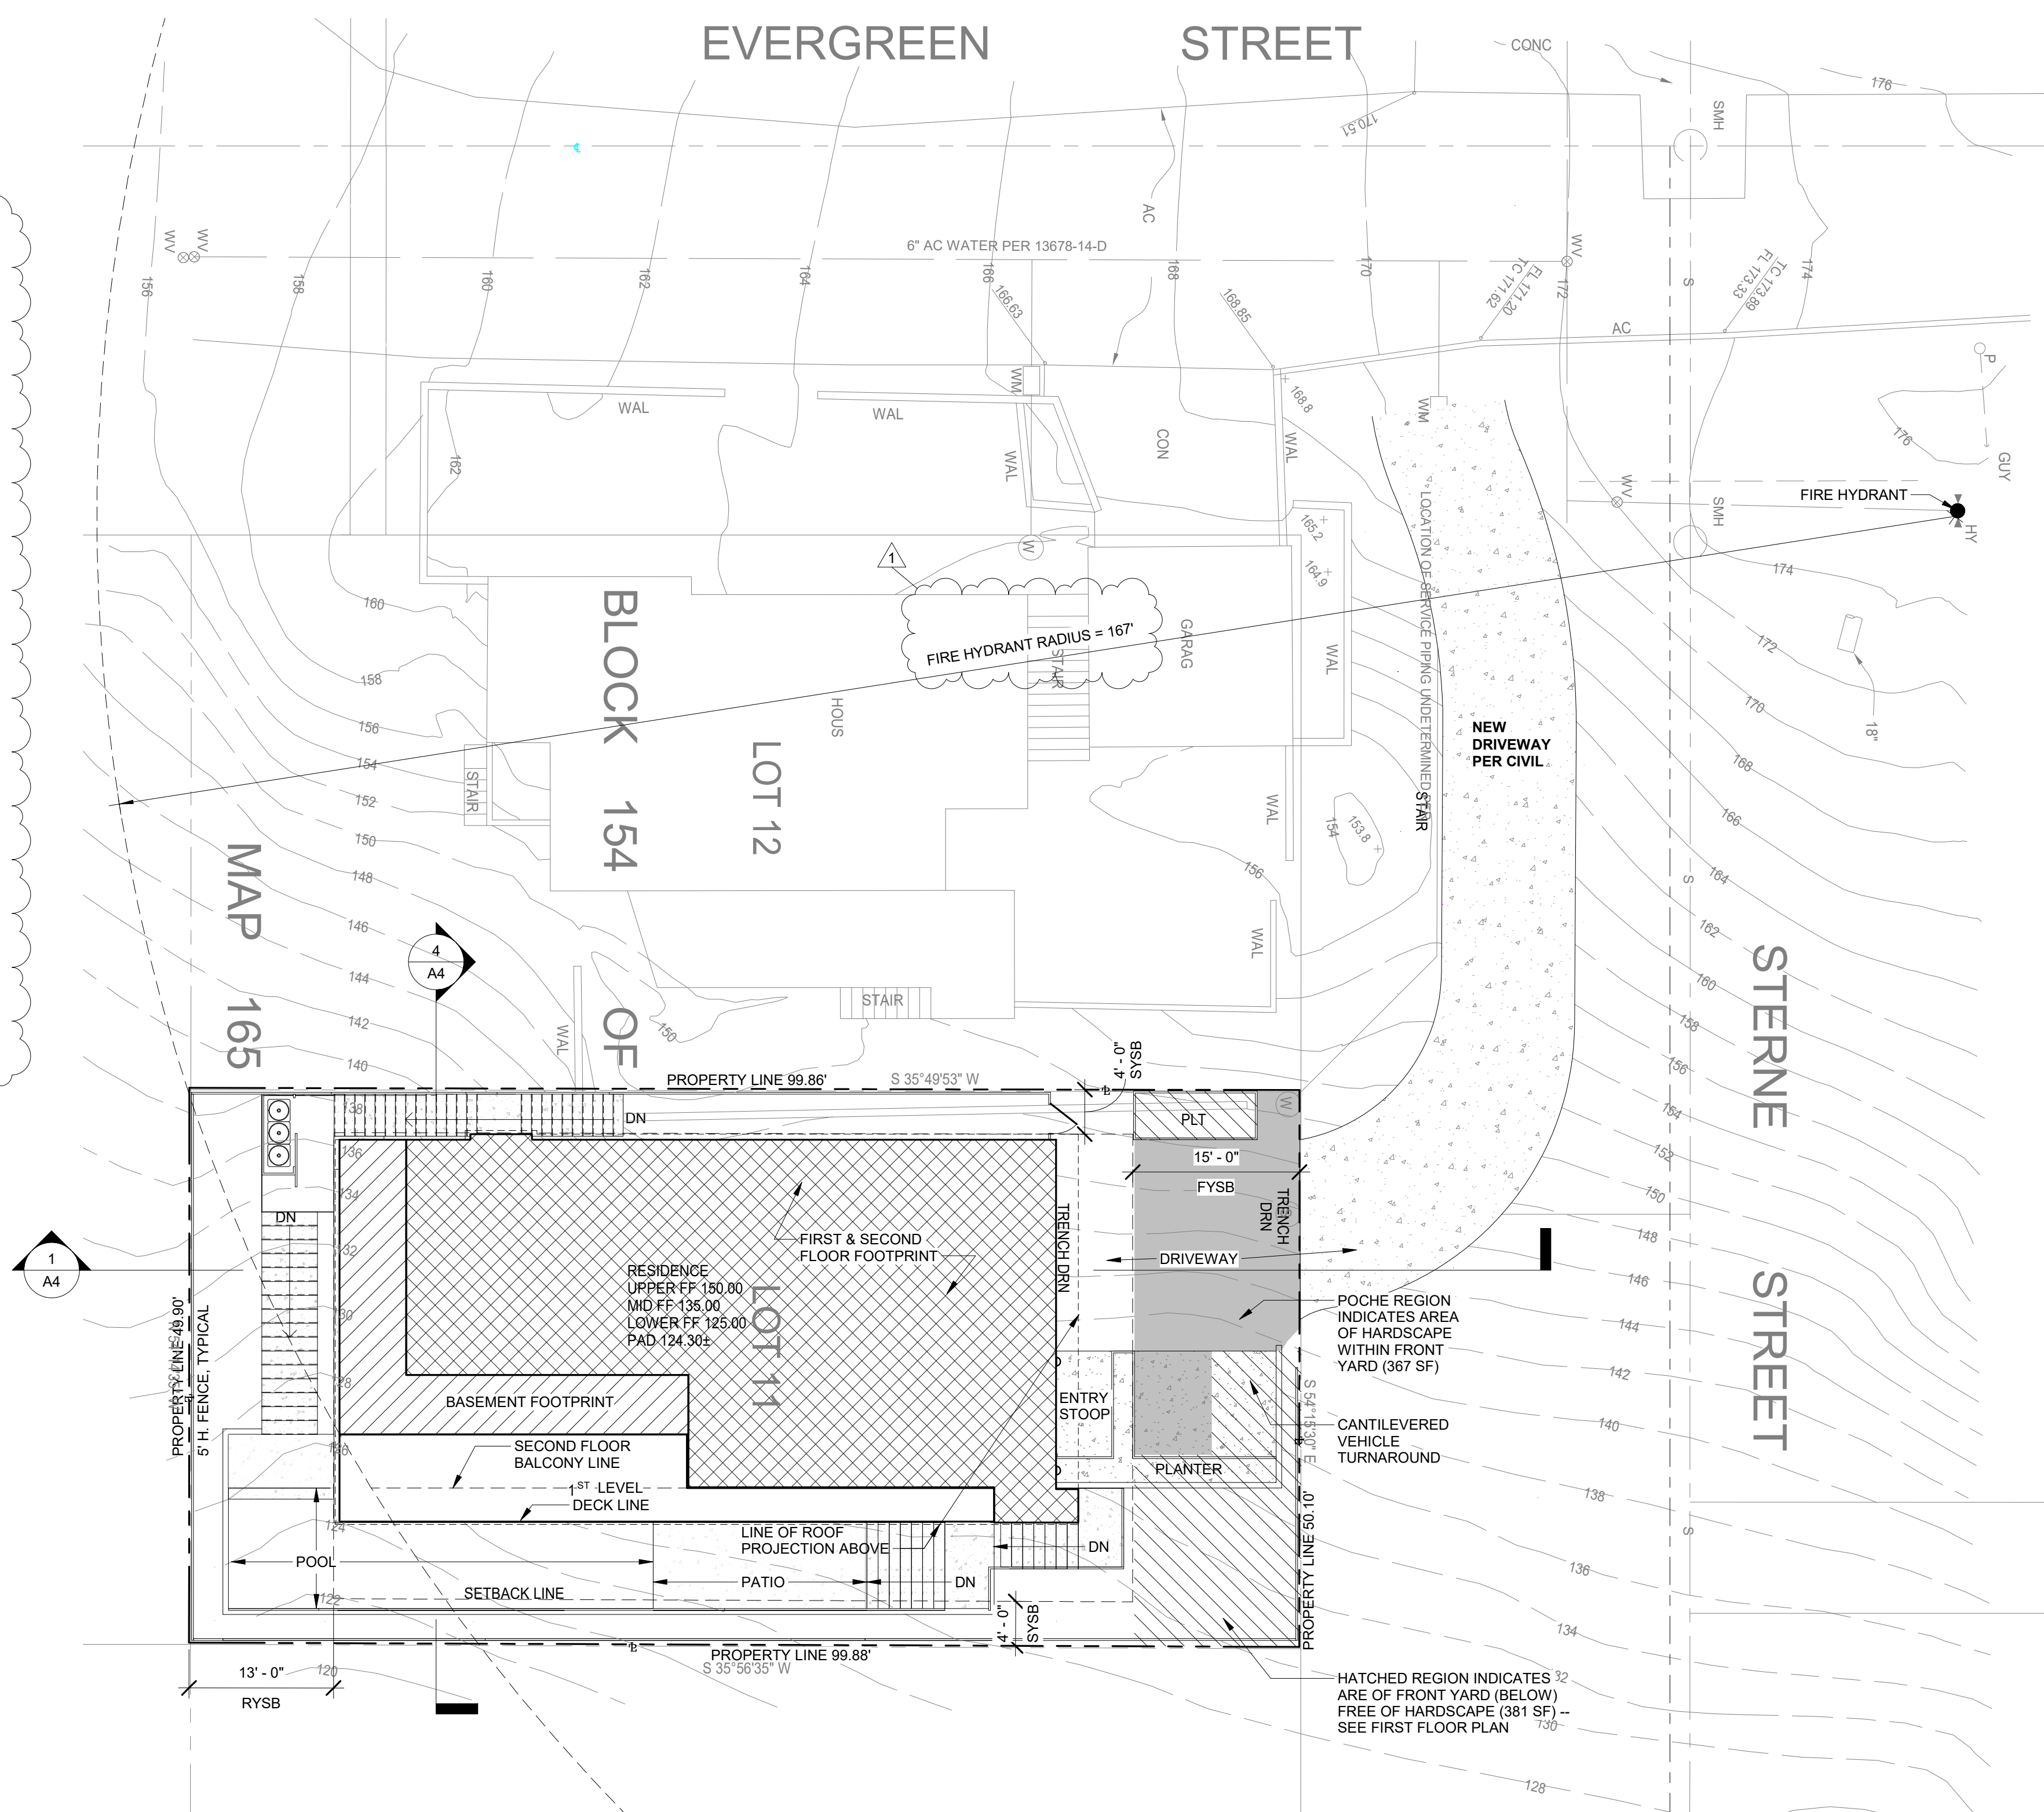 EVERGREEN STREET
CONC
176
SMH
170.51
AC
WV
WV
6" AC WATER PER 13678-14-D
156
158
160
162
164
166
168
170
172
174
166.63
168.85
FL 171.20
TC 171.62
WV
TC 173.89
FL 173.33
S
AC
P
GUY
176
WM
WM
WAL
WAL
WAL
WAL
CON
168.8
162
165.2
164.9
WV
SMH
FIRE HYDRANT
HY
174
172
170
168
166
164
162
160
158
156
154
152
150
148
146
144
142
140
138
136
134
130
128
18"
LOCATION OF SERVICE PIPING UNDETERMINED
STAIR
NEW
DRIVEWAY
PER CIVIL
W
1
FIRE HYDRANT RADIUS = 167'
STAIR
GARAG
WAL
HOUS
BLOCK 154 OF
MAP 165
LOT 12
160
158
156
154
152
150
148
146
144
142
140
STAIR
WAL
154
153.8
156
WAL
STAIR
150
WAL
4
A4
S
STERNE STREET
PROPERTY LINE 99.86'
S 35°49'53" W
4' - 0"
SYSB
PLT
W
15' - 0"
FYSB
TRENCH
DRN
TRENCH DRN
DN
138
136
134
132
130
128
126
124
122
120
DN
1
A4
PROPERTY LINE 49.90'
5' H. FENCE, TYPICAL
FIRST & SECOND
FLOOR FOOTPRINT
RESIDENCE
UPPER FF 150.00
MID FF 135.00
LOWER FF 125.00
PAD 124.30±
LOT 11
DRIVEWAY
POCHE REGION
INDICATES AREA
OF HARDSCAPE
WITHIN FRONT
YARD (367 SF)
BASEMENT FOOTPRINT
ENTRY
STOOP
CANTILEVERED
VEHICLE
TURNAROUND
S 54°15'30" E
SECOND FLOOR
BALCONY LINE
1ST LEVEL
DECK LINE
PLANTER
LINE OF ROOF
PROJECTION ABOVE
DN
POOL
PATIO
DN
SETBACK LINE
4' - 0"
SYSB
PROPERTY LINE 50.10'
S
PROPERTY LINE 99.88'
S 35°56'35" W
13' - 0"
RYSB
HATCHED REGION INDICATES
ARE OF FRONT YARD (BELOW)
FREE OF HARDSCAPE (381 SF) --
SEE FIRST FLOOR PLAN